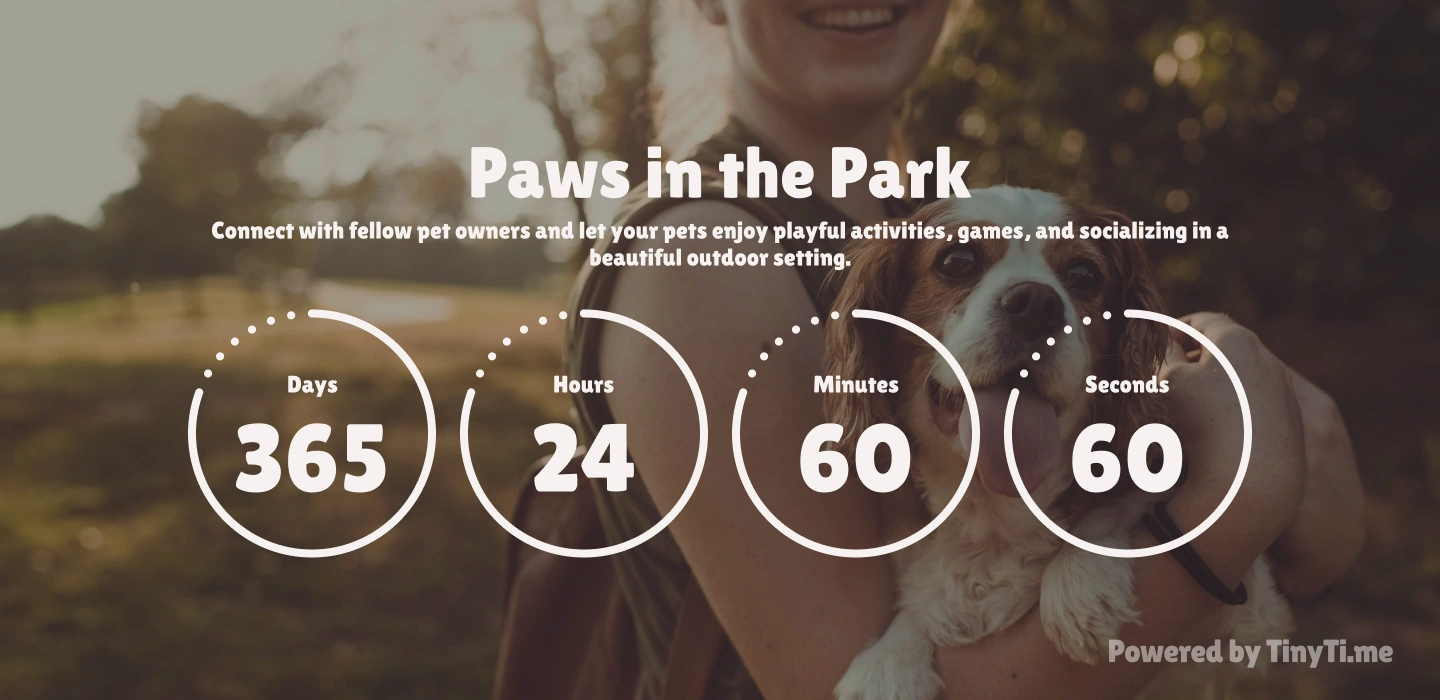 Paws in the Park
Connect with fellow pet owners and let your pets enjoy playful activities, games, and socializing in a
beautiful outdoor setting.
Days
Hours
Minutes
Seconds
365
24
60
60
Powered by TinyTi.me